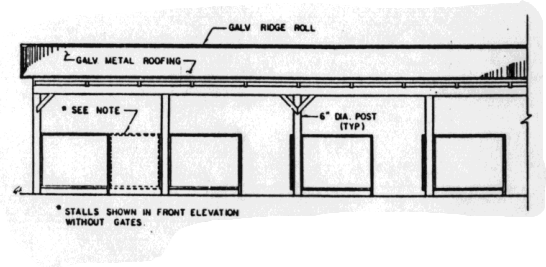 GALV RIDGE ROLL
GALV METAL ROOFING
* SEE NOTE
6" DIA. POST
(TYP)
* STALLS SHOWN IN FRONT ELEVATION
WITHOUT GATES.